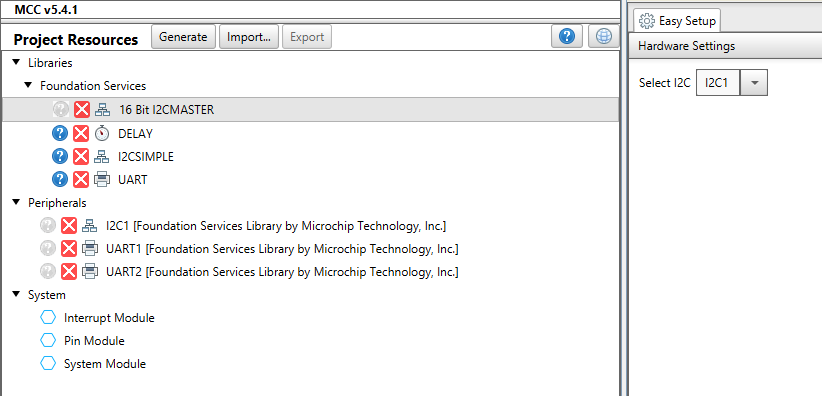 MCC v5.4.1
Project Resources Generate Import... Export
Libraries
Foundation Services
16 Bit I2CMASTER
DELAY
I2CSIMPLE
UART
Peripherals
I2C1 [Foundation Services Library by Microchip Technology, Inc.]
UART1 [Foundation Services Library by Microchip Technology, Inc.]
UART2 [Foundation Services Library by Microchip Technology, Inc.]
System
Interrupt Module
Pin Module
System Module
Easy Setup
Hardware Settings
Select I2C I2C1